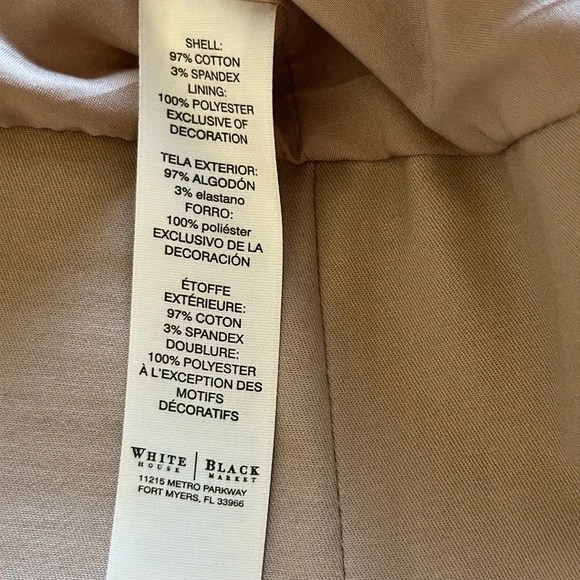 SHELL:
97% COTTON
3% SPANDEX
LINING:
100% POLYESTER
EXCLUSIVE OF
DECORATION
TELA EXTERIOR:
97% ALGODÓN
3% elastano
FORRO:
100% poliéster
EXCLUSIVO DE LA
DECORACIÓN
ÉTOFFE
EXTÉRIEURE:
97% COTON
3% SPANDEX
DOUBLURE:
100% POLYESTER
À L'EXCEPTION DES
MOTIFS
DÉCORATIFS
WHITE | BLACK
HOUSE | MARKET
11215 METRO PARKWAY
FORT MYERS, FL 33966